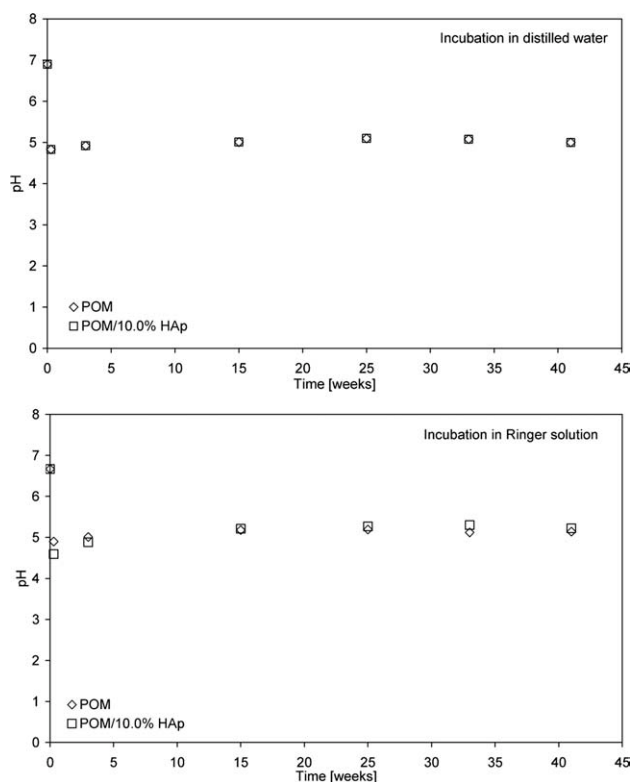 8
Incubation in distilled water
7
6
5
pH
4
3
2
POM
1
POM/10.0% HAp
0
0 5 10 15 20 25 30 35 40 45
Time [weeks]
8
Incubation in Ringer solution
7
6
5
pH
4
3
2
1
POM
POM/10.0% HAp
0
0 5 10 15 20 25 30 35 40 45
Time [weeks]